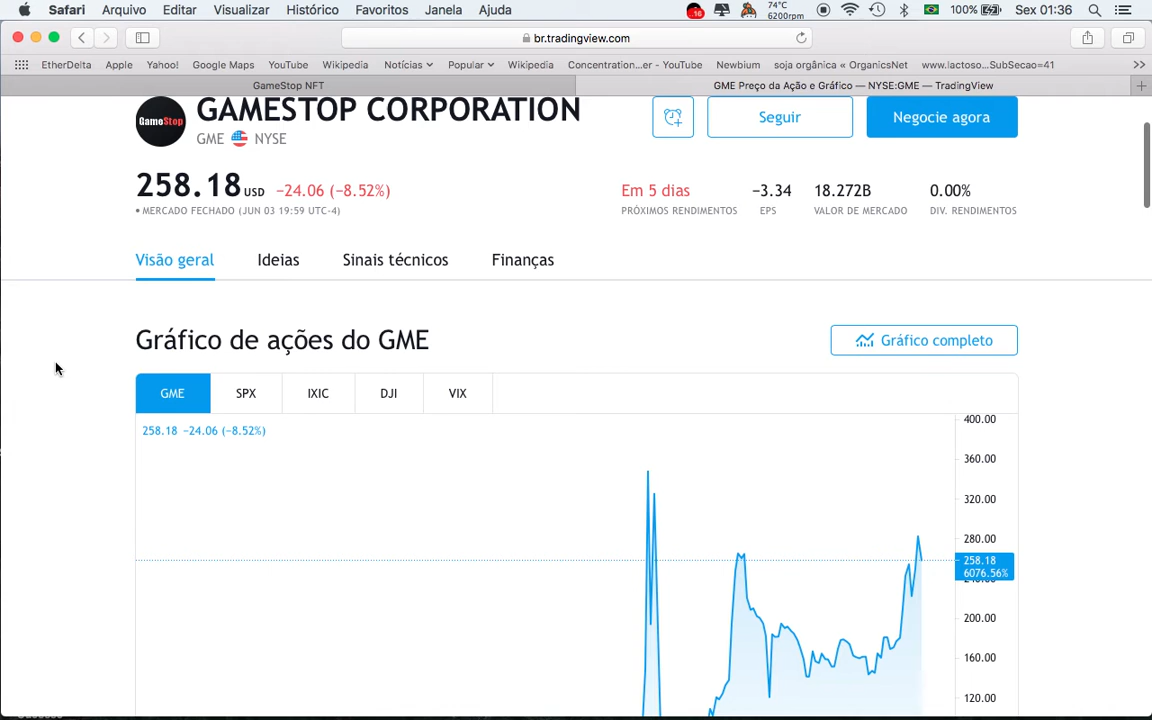 Safari Arquivo Editar Visualizar Histórico Favoritos Janela Ajuda 16 74°C 6200rpm 100% Sex 01:36
br.tradingview.com
EtherDelta Apple Yahoo! Google Maps YouTube Wikipedia Notícias Popular Wikipedia Concentration...er - YouTube Newbium soja orgânica « OrganicsNet www.lactoso....SubSecao=41
GameStop NFT GME Preço da Ação e Gráfico — NYSE:GME — TradingView
GameStop
GAMESTOP CORPORATION
GME NYSE
Seguir Negocie agora
258.18 USD −24.06 (−8.52%)
• MERCADO FECHADO (JUN 03 19:59 UTC-4)
Em 5 dias −3.34 18.272B 0.00%
PRÓXIMOS RENDIMENTOS EPS VALOR DE MERCADO DIV. RENDIMENTOS
Visão geral Ideias Sinais técnicos Finanças
Gráfico de ações do GME
Gráfico completo
GME SPX IXIC DJI VIX
258.18 −24.06 (−8.52%)
400.00
360.00
320.00
280.00
258.18
6076.56%
200.00
160.00
120.00